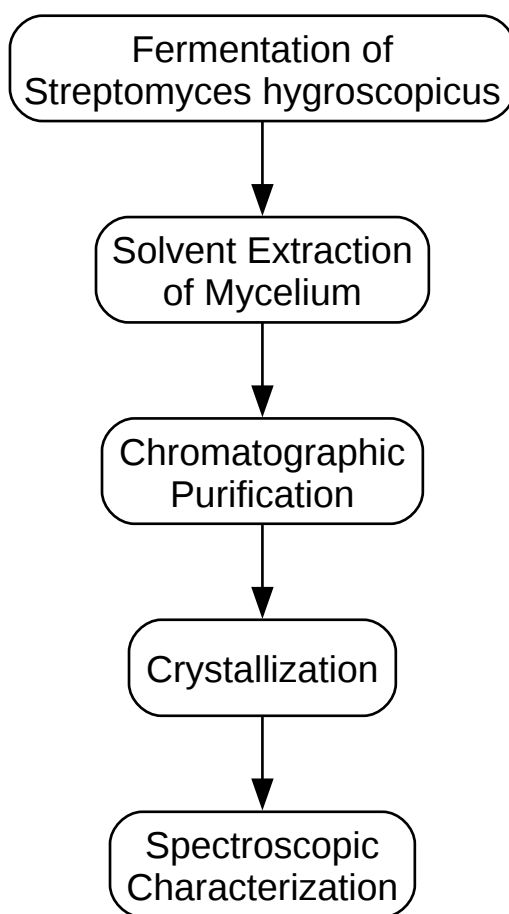 Fermentation of
Streptomyces hygroscopicus
Solvent Extraction
of Mycelium
Chromatographic
Purification
Crystallization
Spectroscopic
Characterization